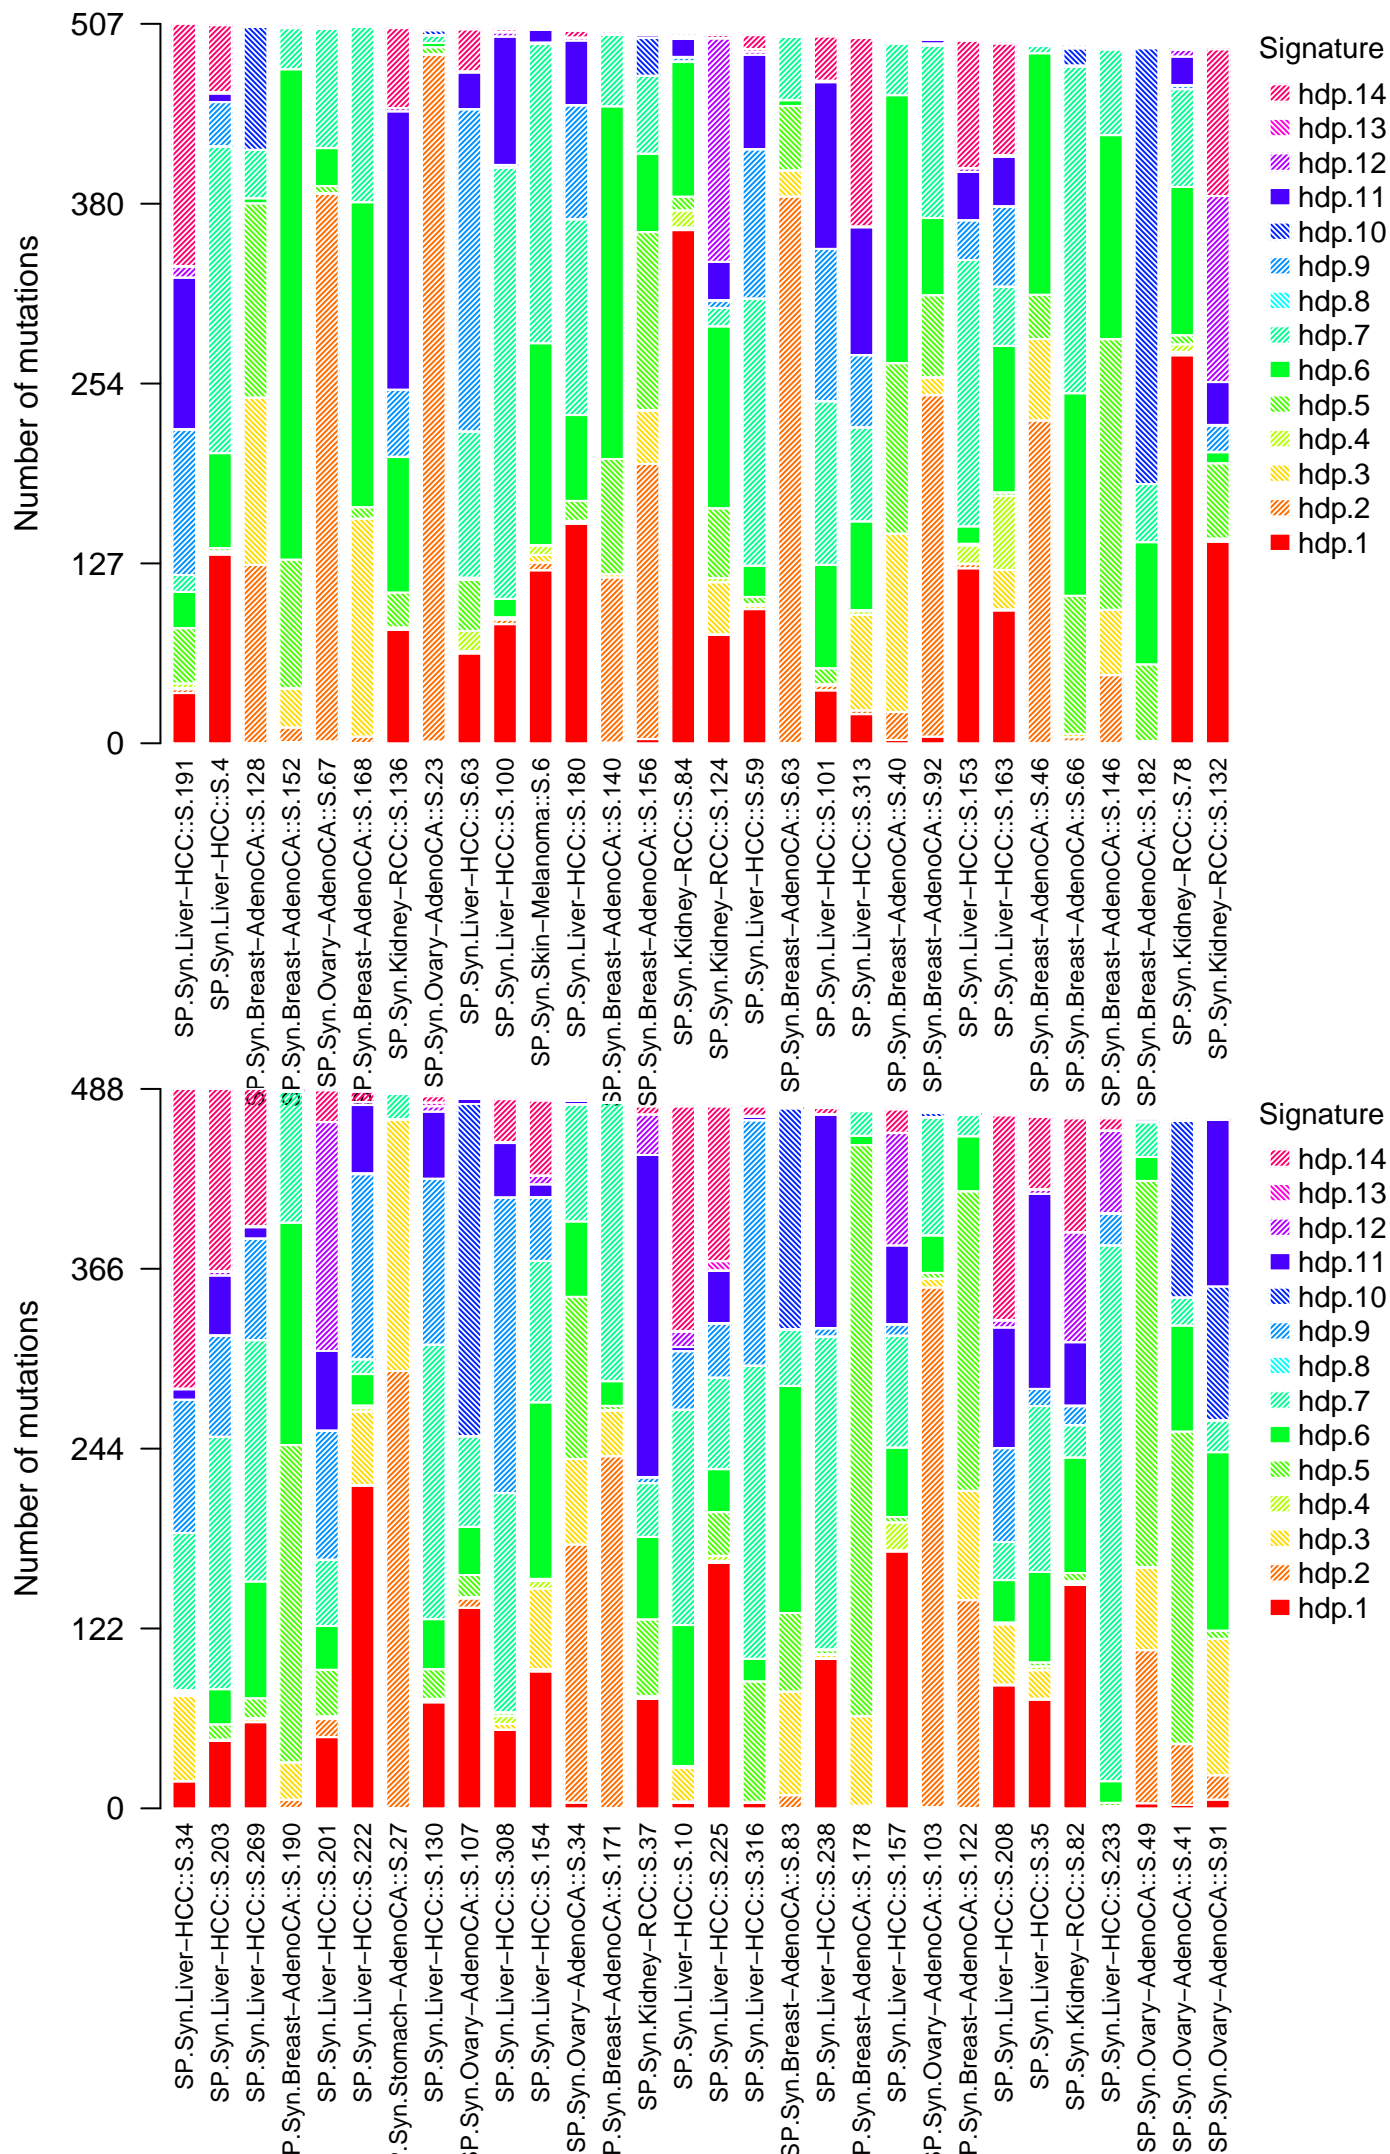 Number of mutations
507
380
254
127
0
Signature
hdp.14
hdp.13
hdp.12
hdp.11
hdp.10
hdp.9
hdp.8
hdp.7
hdp.6
hdp.5
hdp.4
hdp.3
hdp.2
hdp.1
SP.Syn.Liver−HCC::S.191
SP.Syn.Liver−HCC::S.4
SP.Syn.Breast−AdenoCA::S.128
SP.Syn.Breast−AdenoCA::S.152
SP.Syn.Ovary−AdenoCA::S.67
SP.Syn.Breast−AdenoCA::S.168
SP.Syn.Kidney−RCC::S.136
SP.Syn.Ovary−AdenoCA::S.23
SP.Syn.Liver−HCC::S.63
SP.Syn.Liver−HCC::S.100
SP.Syn.Skin−Melanoma::S.6
SP.Syn.Liver−HCC::S.180
SP.Syn.Breast−AdenoCA::S.140
SP.Syn.Breast−AdenoCA::S.156
SP.Syn.Kidney−RCC::S.84
SP.Syn.Kidney−RCC::S.124
SP.Syn.Liver−HCC::S.59
SP.Syn.Breast−AdenoCA::S.63
SP.Syn.Liver−HCC::S.101
SP.Syn.Liver−HCC::S.313
SP.Syn.Breast−AdenoCA::S.40
SP.Syn.Breast−AdenoCA::S.92
SP.Syn.Liver−HCC::S.153
SP.Syn.Liver−HCC::S.163
SP.Syn.Breast−AdenoCA::S.46
SP.Syn.Breast−AdenoCA::S.66
SP.Syn.Breast−AdenoCA::S.146
SP.Syn.Breast−AdenoCA::S.182
SP.Syn.Kidney−RCC::S.78
SP.Syn.Kidney−RCC::S.132
Number of mutations
488
366
244
122
0
Signature
hdp.14
hdp.13
hdp.12
hdp.11
hdp.10
hdp.9
hdp.8
hdp.7
hdp.6
hdp.5
hdp.4
hdp.3
hdp.2
hdp.1
SP.Syn.Liver−HCC::S.34
SP.Syn.Liver−HCC::S.203
SP.Syn.Liver−HCC::S.269
P.Syn.Breast−AdenoCA::S.190
SP.Syn.Liver−HCC::S.201
SP.Syn.Liver−HCC::S.222
P.Syn.Stomach−AdenoCA::S.27
SP.Syn.Liver−HCC::S.130
SP.Syn.Ovary−AdenoCA::S.107
SP.Syn.Liver−HCC::S.308
SP.Syn.Liver−HCC::S.154
SP.Syn.Ovary−AdenoCA::S.34
P.Syn.Breast−AdenoCA::S.171
SP.Syn.Kidney−RCC::S.37
SP.Syn.Liver−HCC::S.10
SP.Syn.Liver−HCC::S.225
SP.Syn.Liver−HCC::S.316
SP.Syn.Breast−AdenoCA::S.83
SP.Syn.Liver−HCC::S.238
P.Syn.Breast−AdenoCA::S.178
SP.Syn.Liver−HCC::S.157
SP.Syn.Ovary−AdenoCA::S.103
P.Syn.Breast−AdenoCA::S.122
SP.Syn.Liver−HCC::S.208
SP.Syn.Liver−HCC::S.35
SP.Syn.Kidney−RCC::S.82
SP.Syn.Liver−HCC::S.233
SP.Syn.Ovary−AdenoCA::S.49
SP.Syn.Ovary−AdenoCA::S.41
SP.Syn.Ovary−AdenoCA::S.91